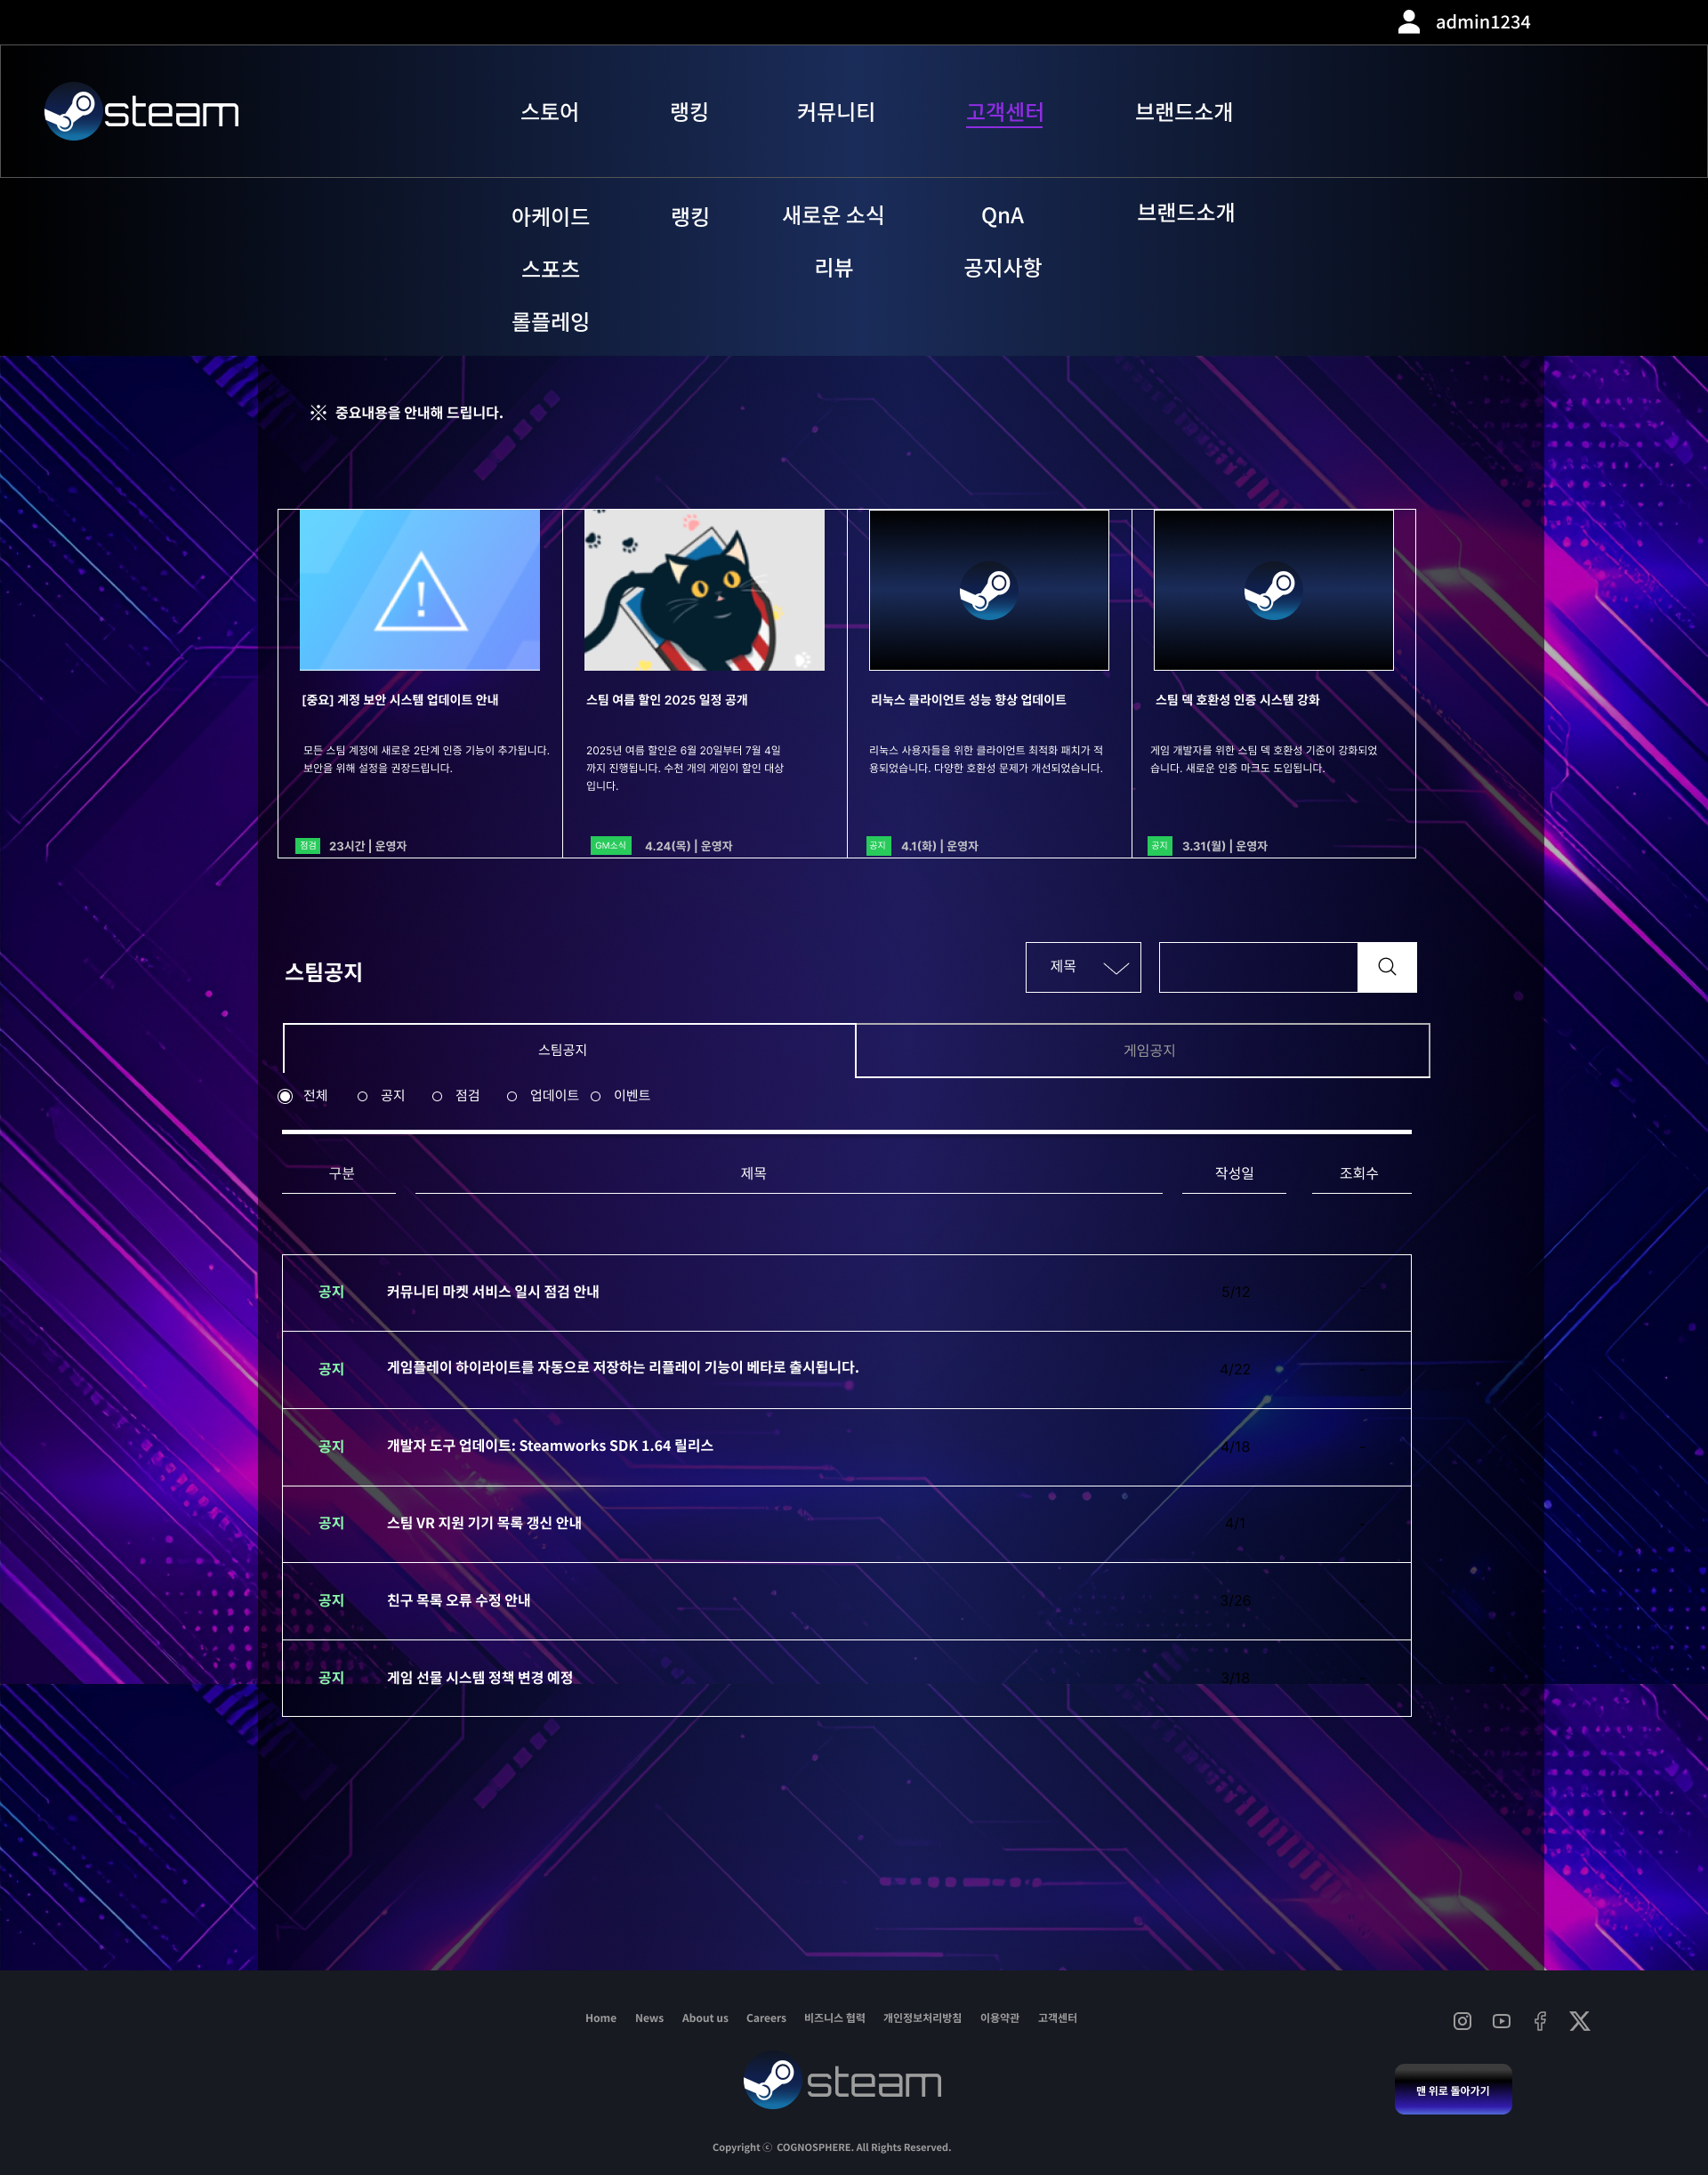 admin1234
steam
스토어 랭킹 커뮤니티 고객센터 브랜드소개
아케이드 랭킹 새로운 소식 QnA 브랜드소개
스포츠 리뷰 공지사항
롤플레잉
※ 중요내용을 안내해 드립니다.
[중요] 계정 보안 시스템 업데이트 안내
모든 스팀 계정에 새로운 2단계 인증 기능이 추가됩니다.
보안을 위해 설정을 권장드립니다.
점검 23시간 | 운영자
스팀 여름 할인 2025 일정 공개
2025년 여름 할인은 6월 20일부터 7월 4일
까지 진행됩니다. 수천 개의 게임이 할인 대상
입니다.
GM소식 4.24(목) | 운영자
리눅스 클라이언트 성능 향상 업데이트
리눅스 사용자들을 위한 클라이언트 최적화 패치가 적
용되었습니다. 다양한 호환성 문제가 개선되었습니다.
공지 4.1(화) | 운영자
스팀 덱 호환성 인증 시스템 강화
게임 개발자를 위한 스팀 덱 호환성 기준이 강화되었
습니다. 새로운 인증 마크도 도입됩니다.
공지 3.31(월) | 운영자
스팀공지
제목
스팀공지 게임공지
전체 공지 점검 업데이트 이벤트
구분 제목 작성일 조회수
공지 커뮤니티 마켓 서비스 일시 점검 안내 5/12 -
공지 게임플레이 하이라이트를 자동으로 저장하는 리플레이 기능이 베타로 출시됩니다. 4/22 -
공지 개발자 도구 업데이트: Steamworks SDK 1.64 릴리스 4/18 -
공지 스팀 VR 지원 기기 목록 갱신 안내 4/1 -
공지 친구 목록 오류 수정 안내 3/26 -
공지 게임 선물 시스템 정책 변경 예정 3/18 -
Home News About us Careers 비즈니스 협력 개인정보처리방침 이용약관 고객센터
steam
맨 위로 돌아가기
Copyright ⓒ COGNOSPHERE. All Rights Reserved.